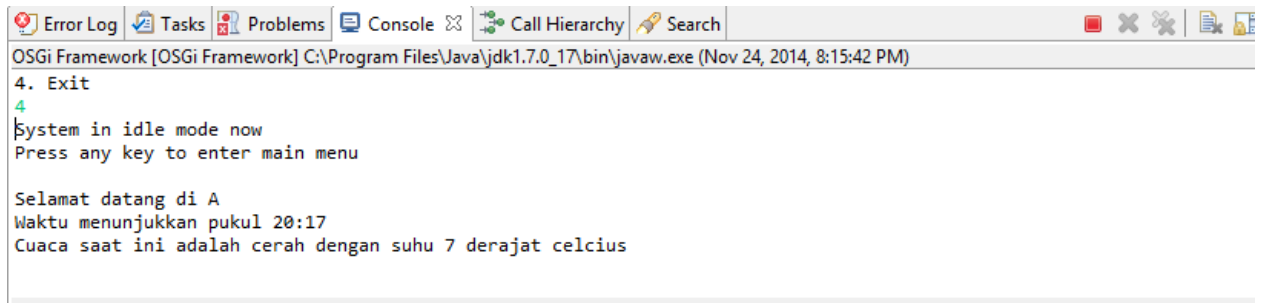 Error Log Tasks Problems Console Call Hierarchy Search
OSGi Framework [OSGi Framework] C:\Program Files\Java\jdk1.7.0_17\bin\javaw.exe (Nov 24, 2014, 8:15:42 PM)
4. Exit
4
System in idle mode now
Press any key to enter main menu
Selamat datang di A
Waktu menunjukkan pukul 20:17
Cuaca saat ini adalah cerah dengan suhu 7 derajat celcius